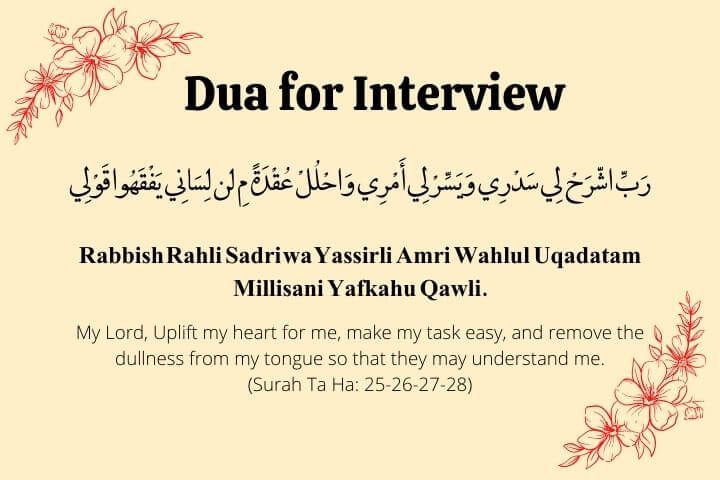 Dua for Interview
رَبِّ اشّرَحْ لِي سَدْرِي وَيَسِّرْلِي أَمْرِي وَاحْلُلْ عُقْدَةً مِ لن لِسَانِي يَفْقَهُوا قَوْلِي
Rabbish Rahli Sadri wa Yassirli Amri Wahlul Uqadatam
Millisani Yafkahu Qawli.
My Lord, Uplift my heart for me, make my task easy, and remove the
dullness from my tongue so that they may understand me.
(Surah Ta Ha: 25-26-27-28)